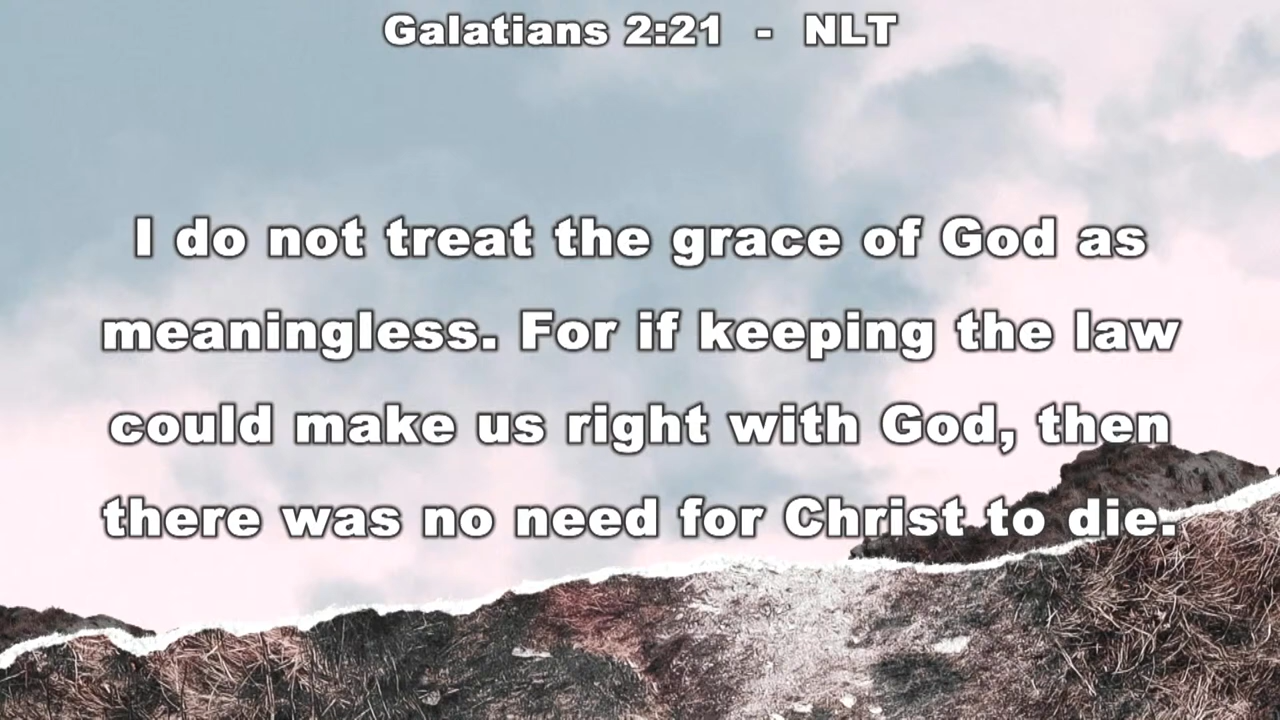 Galatians 2:21 - NLT
I do not treat the grace of God as
meaningless. For if keeping the law
could make us right with God, then
there was no need for Christ to die.